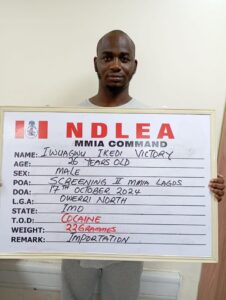 NDLEA
MMIA COMMAND
NAME: IWUAGWU IKEDI VICTORY
AGE: 26 YEARS OLD
SEX: MALE
POA: SCREENING II MMIA LAGOS
DOA: 17TH OCTOBER 2024
L.G.A: OWERRI NORTH
STATE: IMO
T.O.D: COCAINE
WEIGHT: 22GRAMMES
REMARK: IMPORTATION